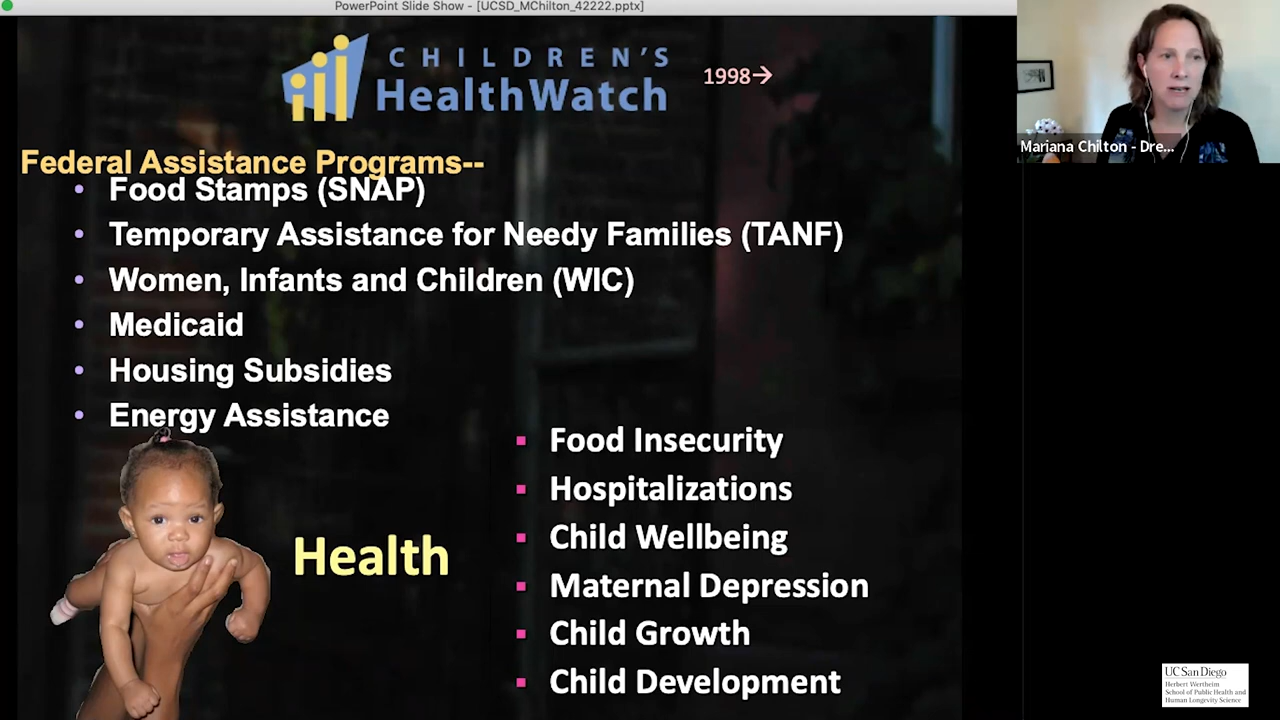 PowerPoint Slide Show - [UCSD_MChilton_42222.pptx]
CHILDREN'S
HealthWatch
1998→
Mariana Chilton - Dre...
Federal Assistance Programs--
• Food Stamps (SNAP)
• Temporary Assistance for Needy Families (TANF)
• Women, Infants and Children (WIC)
• Medicaid
• Housing Subsidies
• Energy Assistance
Health
▪ Food Insecurity
▪ Hospitalizations
▪ Child Wellbeing
▪ Maternal Depression
▪ Child Growth
▪ Child Development
UC San Diego
Herbert Wertheim
School of Public Health and
Human Longevity Science